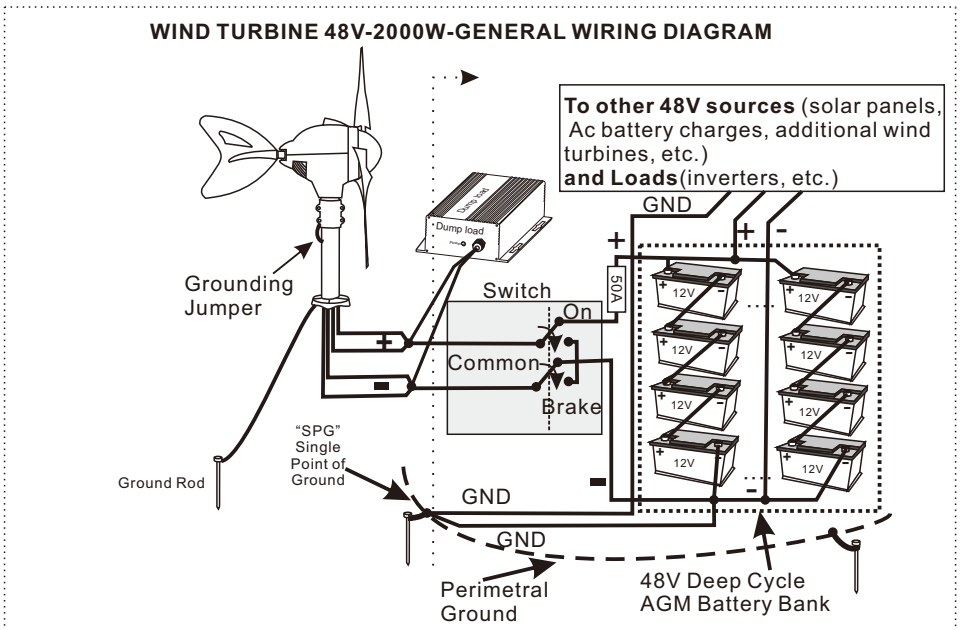 WIND TURBINE 48V-2000W-GENERAL WIRING DIAGRAM
To other 48V sources (solar panels,
Ac battery charges, additional wind
turbines, etc.)
and Loads(inverters, etc.)
GND
+ -
Dump load
Dump load
+
50A
Grounding
Jumper
Switch
On
+
Common
-
Brake
12V
12V
+ 12V -
+ 12V -
+ 12V -
+ 12V -
+ 12V -
+ 12V -
"SPG"
Single
Point of
Ground
Ground Rod
-
-
GND
GND
Perimetral
Ground
48V Deep Cycle
AGM Battery Bank